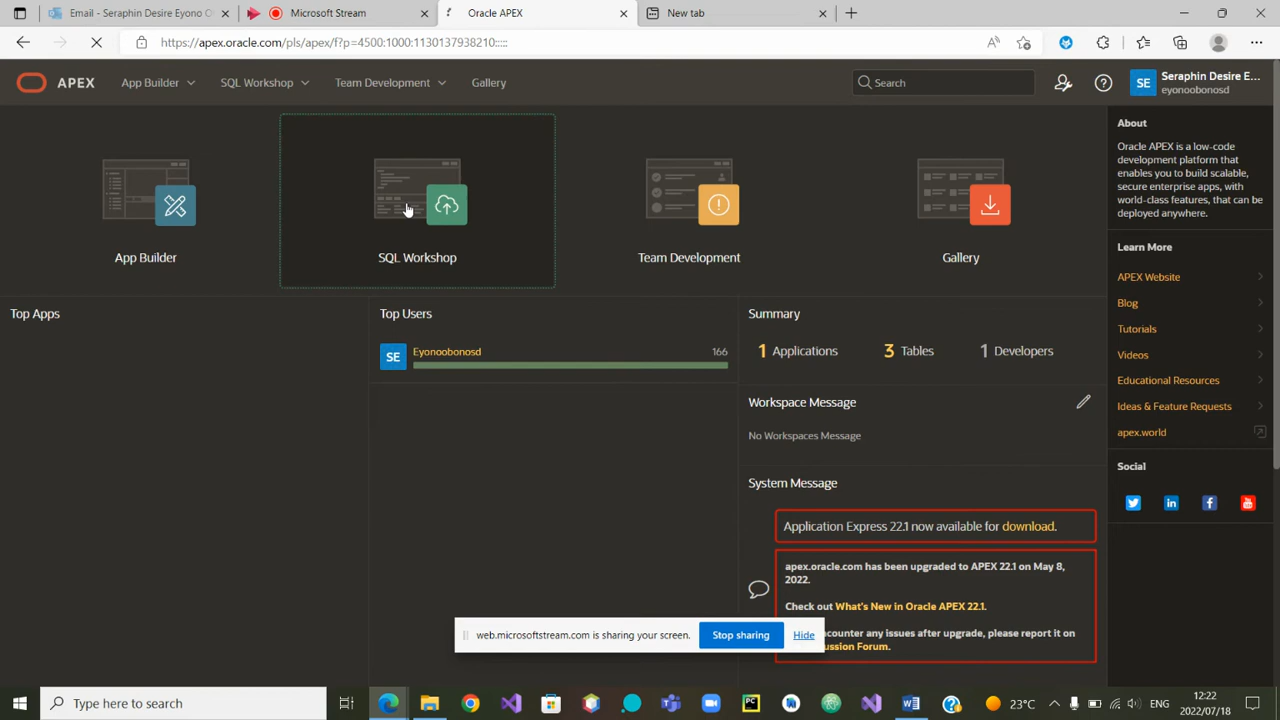 Email - Seraphin Desire Eyono O
Microsoft Stream
Oracle APEX
New tab
https://apex.oracle.com/pls/apex/f?p=4500:1000:1130137938210:::::
APEX
App Builder
SQL Workshop
Team Development
Gallery
Search
SE
Seraphin Desire E...
eyonoobonosd
App Builder
SQL Workshop
Team Development
Gallery
About
Oracle APEX is a low-code
development platform that
enables you to build scalable,
secure enterprise apps, with
world-class features, that can be
deployed anywhere.
Learn More
APEX Website
Blog
Tutorials
Videos
Educational Resources
Ideas & Feature Requests
apex.world
Social
Top Apps
Top Users
SE
Eyonoobonosd
166
Summary
1 Applications
3 Tables
1 Developers
Workspace Message
No Workspaces Message
System Message
Application Express 22.1 now available for download.
apex.oracle.com has been upgraded to APEX 22.1 on May 8,
2022.
Check out What's New in Oracle APEX 22.1.
counter any issues after upgrade, please report it on
ussion Forum.
web.microsoftstream.com is sharing your screen.
Stop sharing
Hide
Type here to search
23°C
ENG
12:22
2022/07/18